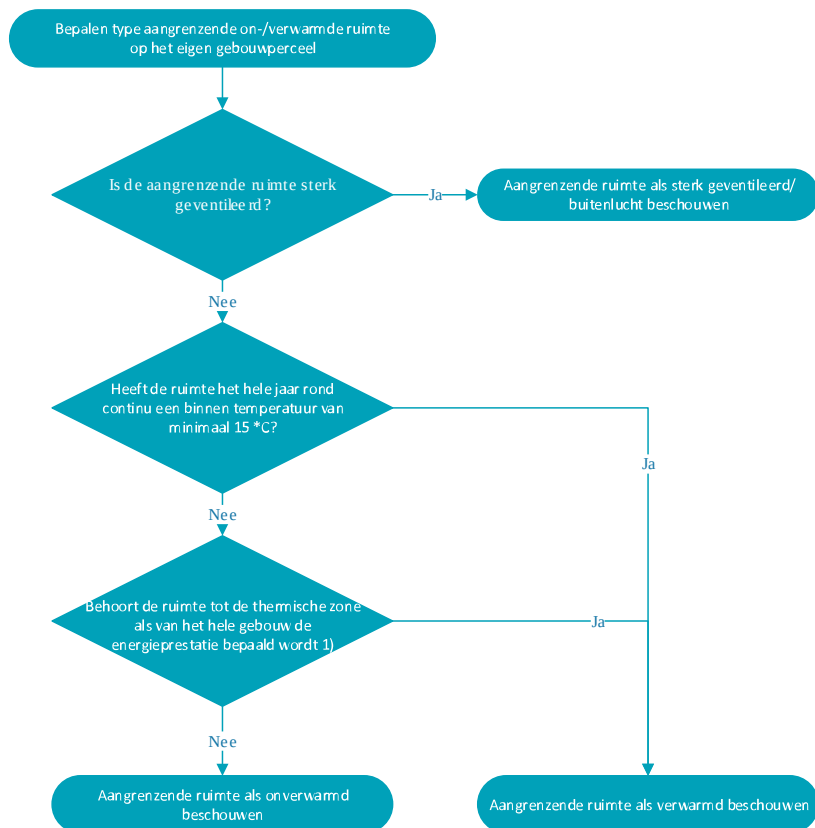 Bepalen type aangrenzende on-/verwarmde ruimte
op het eigen gebouwperceel
Is de aangrenzende ruimte sterk
geventileerd?
Ja
Aangrenzende ruimte als sterk geventileerd/
buitenlucht beschouwen
Nee
Heeft de ruimte het hele jaar rond
continu een binnen temperatuur van
minimaal 15 *C?
Ja
Nee
Behoort de ruimte tot de thermische zone
als van het hele gebouw de
energieprestatie bepaald wordt 1)
Ja
Nee
Aangrenzende ruimte als onverwarmd
beschouwen
Aangrenzende ruimte als verwarmd beschouwen